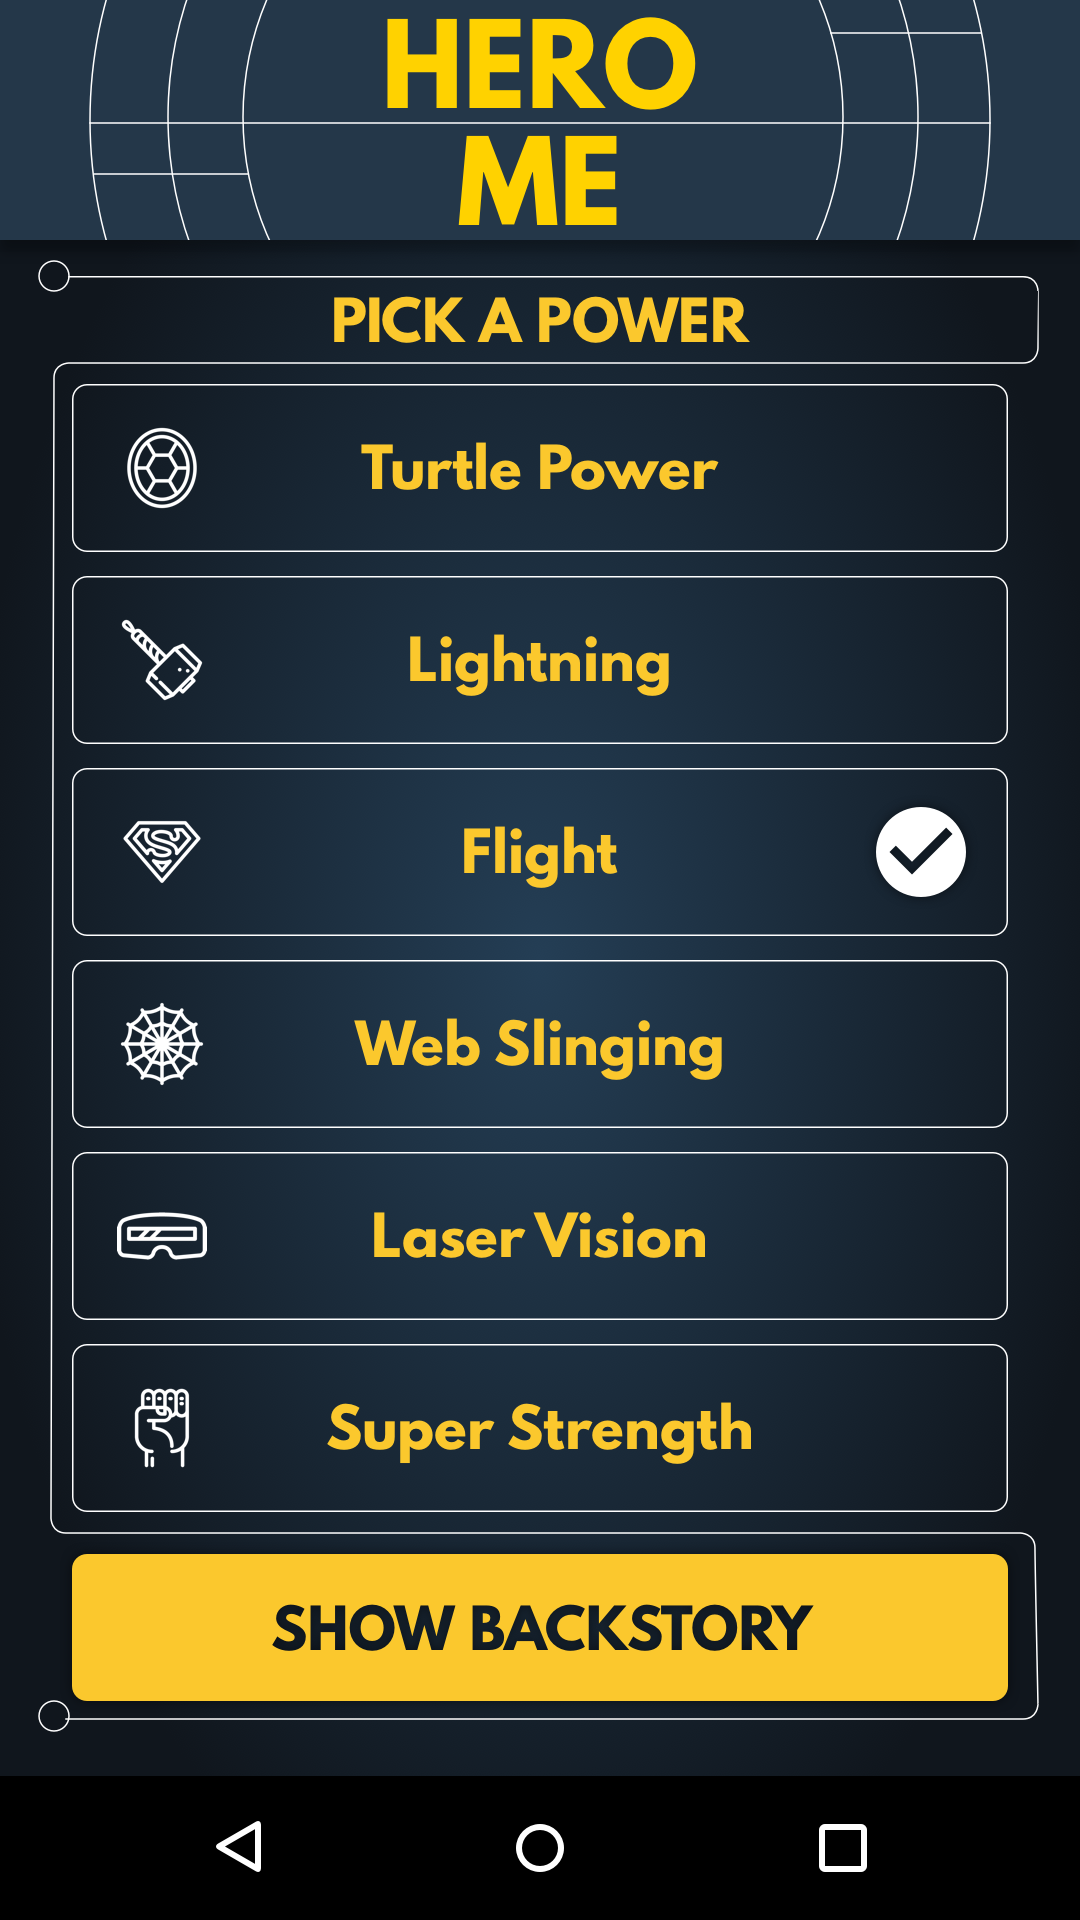 HERO
ME
PICK A POWER
Turtle Power
Lightning
Flight
Web Slinging
Laser Vision
Super Strength
SHOW BACKSTORY